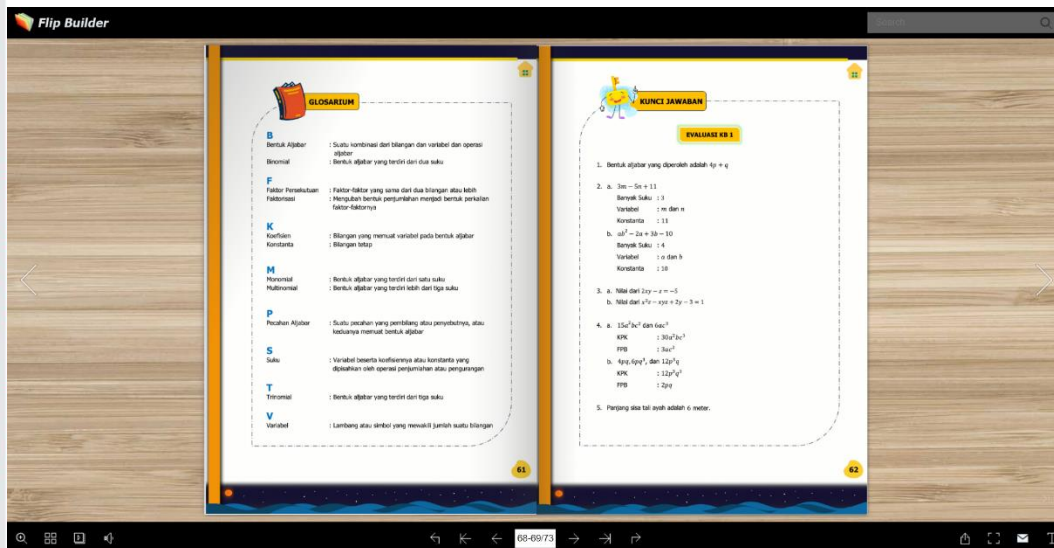 Flip Builder
Search...
GLOSARIUM
B
Bentuk Aljabar : Suatu kombinasi dari bilangan dan variabel dan operasi
aljabar
Binomial : Bentuk aljabar yang terdiri dari dua suku
F
Faktor Persekutuan : Faktor-faktor yang sama dari dua bilangan atau lebih
Faktorisasi : Mengubah bentuk penjumlahan menjadi bentuk perkalian
faktor-faktornya
K
Koefisien : Bilangan yang memuat variabel pada bentuk aljabar
Konstanta : Bilangan tetap
M
Monomial : Bentuk aljabar yang terdiri dari satu suku
Multinomial : Bentuk aljabar yang terdiri lebih dari tiga suku
P
Pecahan Aljabar : Suatu pecahan yang pembilang atau penyebutnya, atau
keduanya memuat bentuk aljabar
S
Suku : Variabel beserta koefisiennya atau konstanta yang
dipisahkan oleh operasi penjumlahan atau pengurangan
T
Trinomial : Bentuk aljabar yang terdiri dari tiga suku
V
Variabel : Lambang atau simbol yang mewakili jumlah suatu bilangan
61
KUNCI JAWABAN
EVALUASI KB 1
1. Bentuk aljabar yang diperoleh adalah 4p + q
2. a. 3m − 5n + 11
Banyak Suku : 3
Variabel : m dan n
Konstanta : 11
b. ab² − 2a + 3b − 10
Banyak Suku : 4
Variabel : a dan b
Konstanta : 10
3. a. Nilai dari 2xy − z = −5
b. Nilai dari x²z − xyz + 2y − 3 = 1
4. a. 15a²bc² dan 6ac³
KPK : 30a²bc³
FPB : 3ac²
b. 4pq, 6pq³, dan 12p²q
KPK : 12p²q³
FPB : 2pq
5. Panjang sisa tali ayah adalah 6 meter.
62
68-69/73